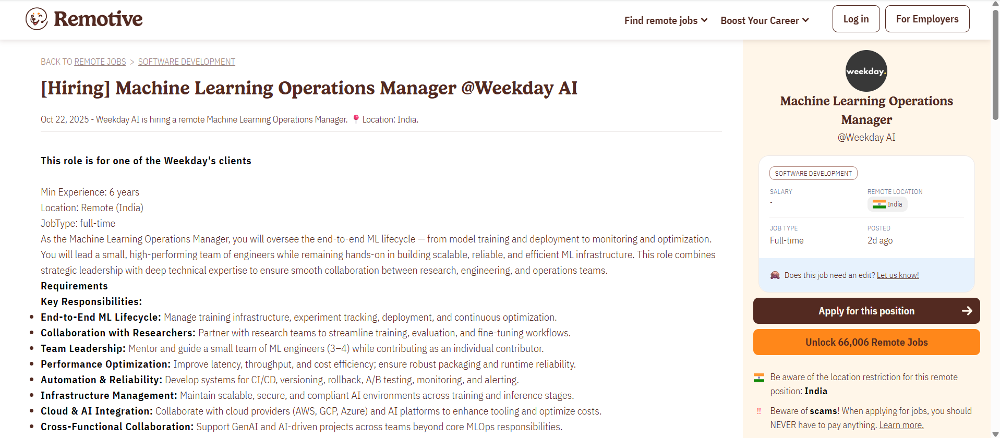 Remotive
Find remote jobs
Boost Your Career
Log in
For Employers
BACK TO REMOTE JOBS > SOFTWARE DEVELOPMENT
[Hiring] Machine Learning Operations Manager @Weekday AI
Oct 22, 2025 - Weekday AI is hiring a remote Machine Learning Operations Manager. 📍 Location: India.
This role is for one of the Weekday's clients
Min Experience: 6 years
Location: Remote (India)
JobType: full-time
As the Machine Learning Operations Manager, you will oversee the end-to-end ML lifecycle — from model training and deployment to monitoring and optimization.
You will lead a small, high-performing team of engineers while remaining hands-on in building scalable, reliable, and efficient ML infrastructure. This role combines
strategic leadership with deep technical expertise to ensure smooth collaboration between research, engineering, and operations teams.
Requirements
Key Responsibilities:
• End-to-End ML Lifecycle: Manage training infrastructure, experiment tracking, deployment, and continuous optimization.
• Collaboration with Researchers: Partner with research teams to streamline training, evaluation, and fine-tuning workflows.
• Team Leadership: Mentor and guide a small team of ML engineers (3–4) while contributing as an individual contributor.
• Performance Optimization: Improve latency, throughput, and cost efficiency; ensure robust packaging and runtime reliability.
• Automation & Reliability: Develop systems for CI/CD, versioning, rollback, A/B testing, monitoring, and alerting.
• Infrastructure Management: Maintain scalable, secure, and compliant AI environments across training and inference stages.
• Cloud & AI Integration: Collaborate with cloud providers (AWS, GCP, Azure) and AI platforms to enhance tooling and optimize costs.
• Cross-Functional Collaboration: Support GenAI and AI-driven projects across teams beyond core MLOps responsibilities.
weekday.
Machine Learning Operations
Manager
@Weekday AI
SOFTWARE DEVELOPMENT
SALARY
-
REMOTE LOCATION
India
JOB TYPE
Full-time
POSTED
2d ago
Does this job need an edit? Let us know!
Apply for this position
Unlock 66,006 Remote Jobs
Be aware of the location restriction for this remote
position: India
‼ Beware of scams! When applying for jobs, you should
NEVER have to pay anything. Learn more.